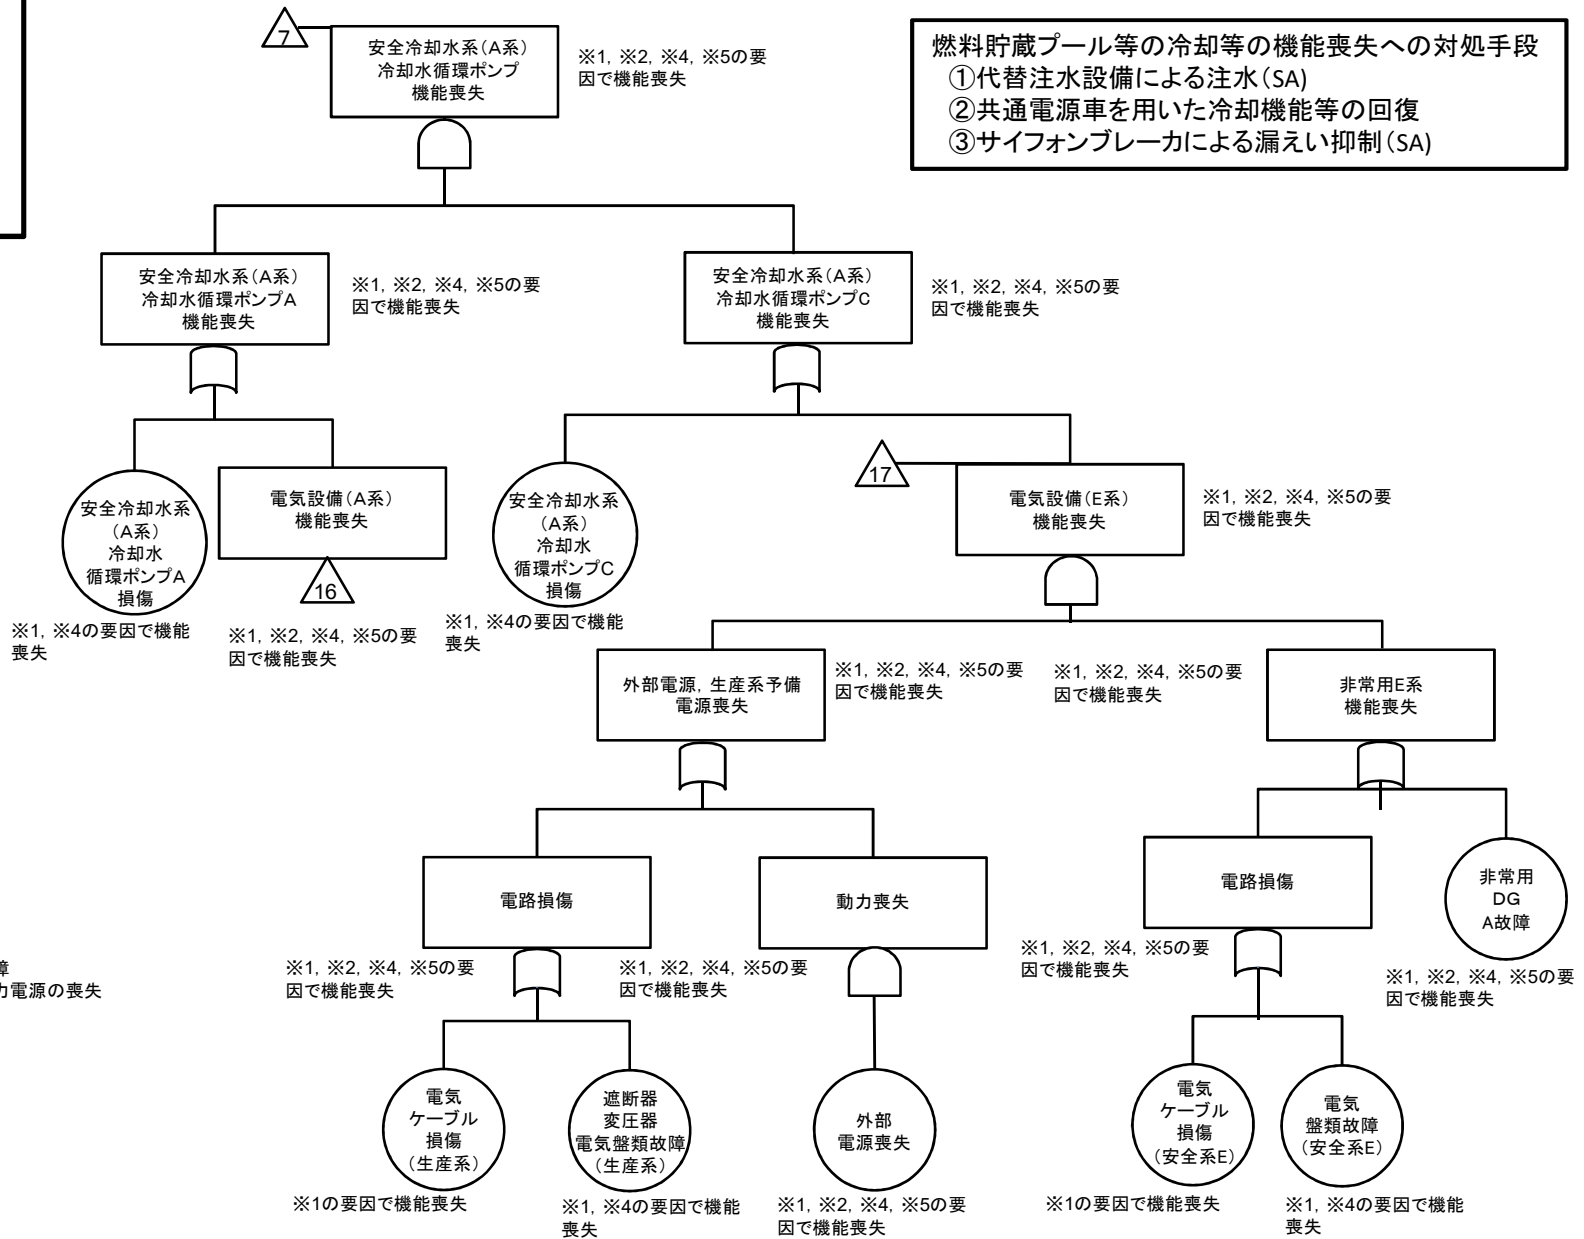 7
安全冷却水系（A系）
冷却水循環ポンプ
機能喪失
※1, ※2, ※4, ※5の要
因で機能喪失
燃料貯蔵プール等の冷却等の機能喪失への対処手段
①代替注水設備による注水（SA)
②共通電源車を用いた冷却機能等の回復
③サイフォンブレーカによる漏えい抑制（SA)
安全冷却水系（A系）
冷却水循環ポンプA
機能喪失
※1, ※2, ※4, ※5の要
因で機能喪失
安全冷却水系（A系）
冷却水循環ポンプC
機能喪失
※1, ※2, ※4, ※5の要
因で機能喪失
安全冷却水系
（A系）
冷却水
循環ポンプA
損傷
※1, ※4の要因で機能
喪失
電気設備（A系）
機能喪失
16
※1, ※2, ※4, ※5の要
因で機能喪失
安全冷却水系
（A系）
冷却水
循環ポンプC
損傷
※1, ※4の要因で機能
喪失
17
電気設備（E系）
機能喪失
※1, ※2, ※4, ※5の要
因で機能喪失
外部電源, 生産系予備
電源喪失
※1, ※2, ※4, ※5の要
因で機能喪失
※1, ※2, ※4, ※5の要
因で機能喪失
非常用E系
機能喪失
電路損傷
※1, ※2, ※4, ※5の要
因で機能喪失
動力喪失
※1, ※2, ※4, ※5の要
因で機能喪失
電路損傷
※1, ※2, ※4, ※5の要
因で機能喪失
非常用
DG
A故障
※1, ※2, ※4, ※5の要
因で機能喪失
障
力電源の喪失
電気
ケーブル
損傷
（生産系）
※1の要因で機能喪失
遮断器
変圧器
電気盤類故障
（生産系）
※1, ※4の要因で機能
喪失
外部
電源喪失
※1, ※2, ※4, ※5の要
因で機能喪失
電気
ケーブル
損傷
（安全系E）
※1の要因で機能喪失
電気
盤類故障
（安全系E）
※1, ※4の要因で機能
喪失